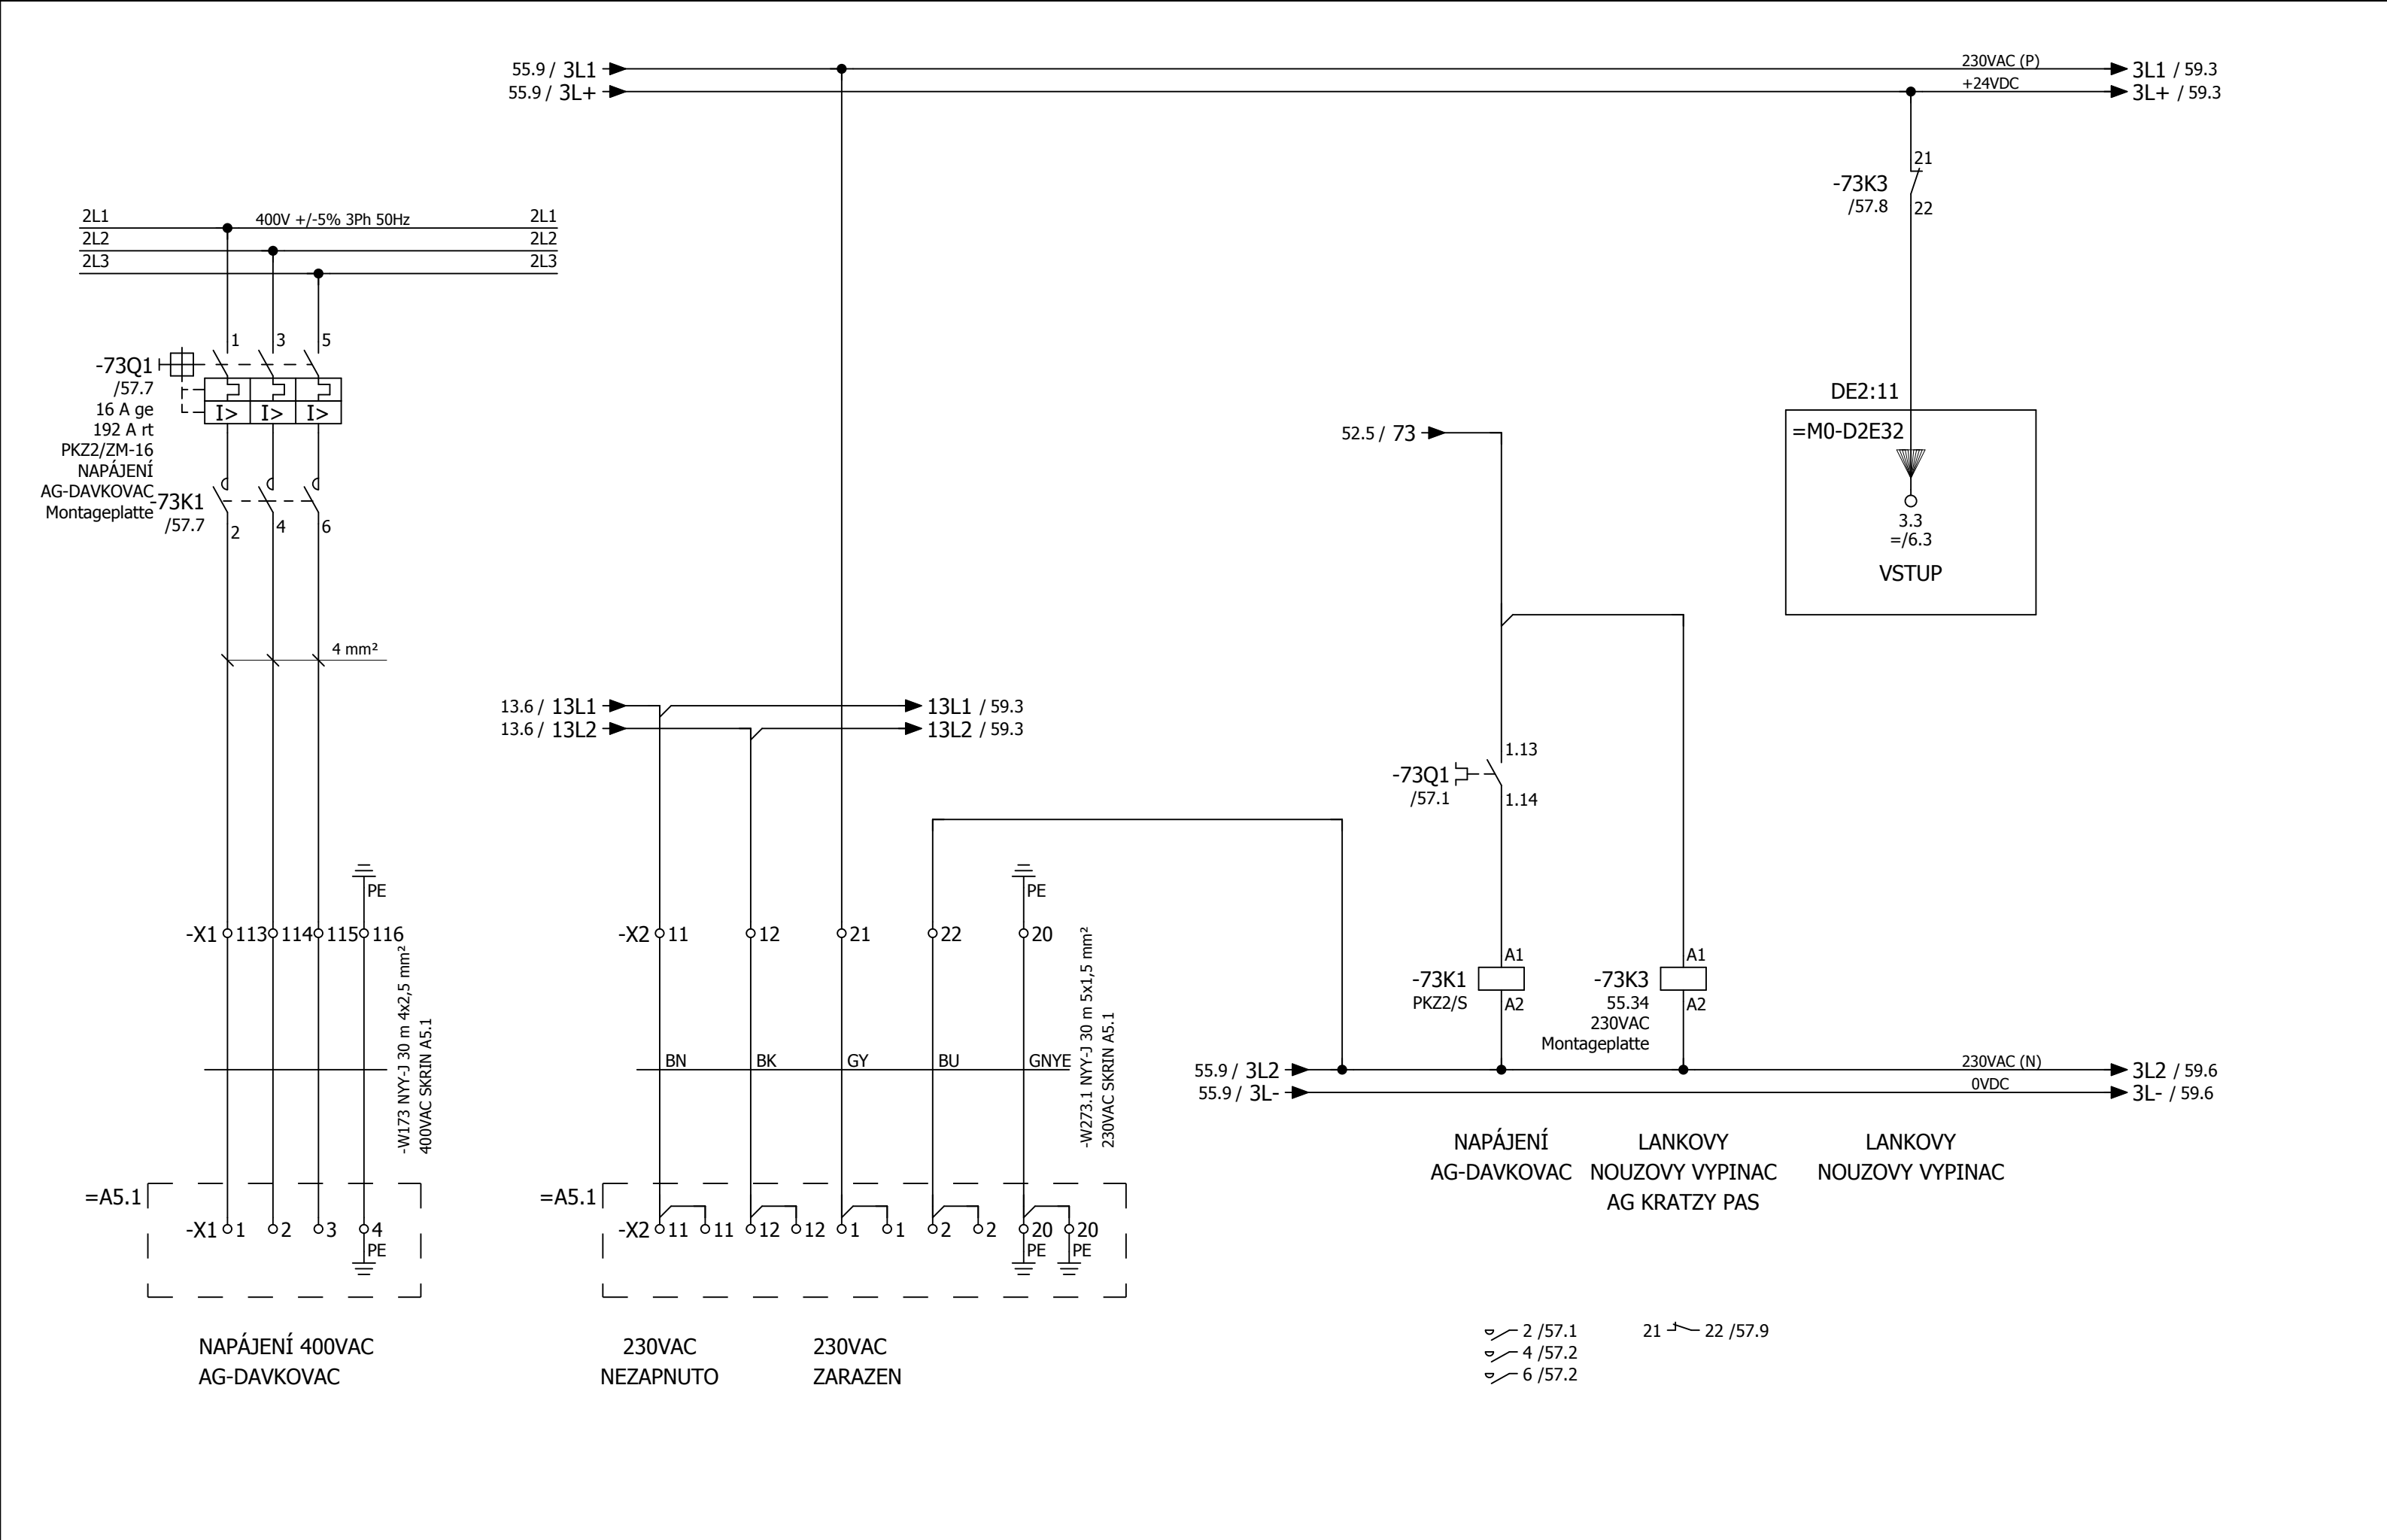 55.9 / 3L1
230VAC (P)
3L1 / 59.3
55.9 / 3L+
+24VDC
3L+ / 59.3
21
-73K3
/57.8
22
2L1
400V +/-5% 3Ph 50Hz
2L1
2L2
2L2
2L3
2L3
1
3
5
-73Q1
/57.7
16 A ge
192 A rt
PKZ2/ZM-16
NAPÁJENÍ
AG-DAVKOVAC
Montageplatte
I>
I>
I>
-73K1
/57.7
2
4
6
4 mm²
DE2:11
=M0-D2E32
3.3
=/6.3
VSTUP
52.5 / 73
13.6 / 13L1
13L1 / 59.3
13.6 / 13L2
13L2 / 59.3
1.13
-73Q1
/57.1
1.14
PE
PE
-X1
113
114
115
116
-X2
11
12
21
22
20
-W173 NYY-J 30 m 4x2,5 mm²
400VAC SKRIN A5.1
-W273.1 NYY-J 30 m 5x1,5 mm²
230VAC SKRIN A5.1
A1
-73K1
PKZ2/S
A2
A1
-73K3
55.34
230VAC
Montageplatte
A2
BN
BK
GY
BU
GNYE
55.9 / 3L2
230VAC (N)
3L2 / 59.6
55.9 / 3L-
0VDC
3L- / 59.6
NAPÁJENÍ
AG-DAVKOVAC
LANKOVY
NOUZOVY VYPINAC
AG KRATZY PAS
LANKOVY
NOUZOVY VYPINAC
=A5.1
-X1
1
2
3
4
PE
=A5.1
-X2
11
11
12
12
1
1
2
2
20
20
PE
PE
NAPÁJENÍ 400VAC
AG-DAVKOVAC
230VAC
NEZAPNUTO
230VAC
ZARAZEN
2 /57.1
4 /57.2
6 /57.2
21
22 /57.9